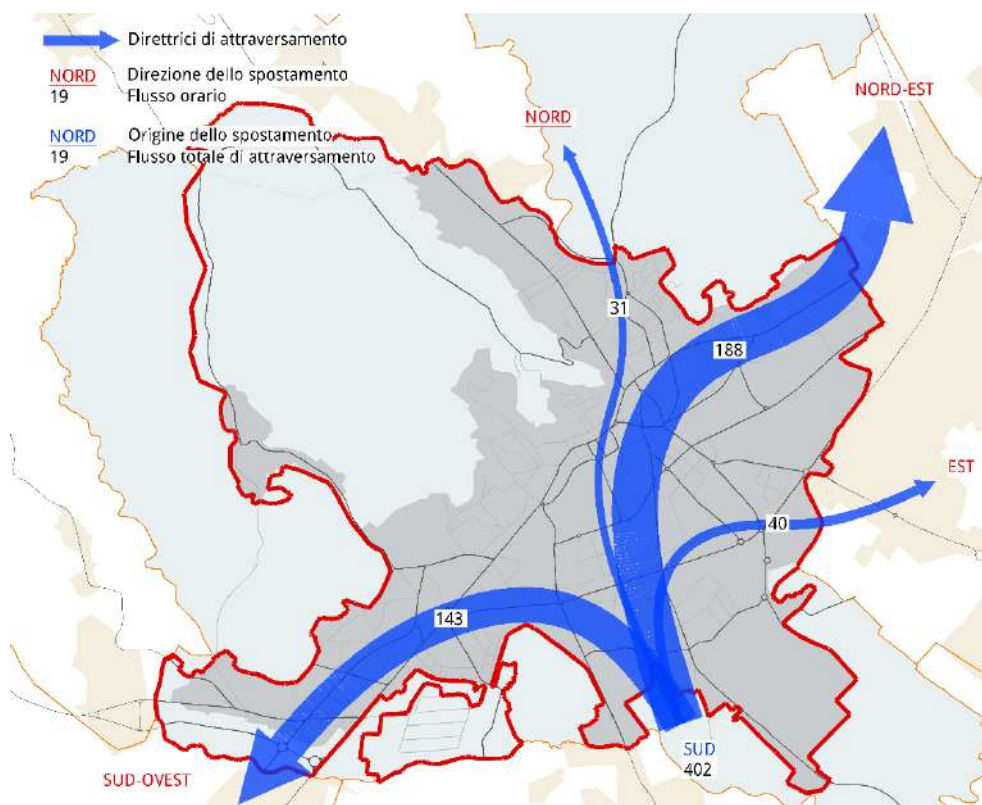 Direttrici di attraversamento
NORD Direzione dello spostamento
19 Flusso orario
NORD Origine dello spostamento
19 Flusso totale di attraversamento
NORD
NORD-EST
31
188
EST
40
143
SUD
402
SUD-OVEST